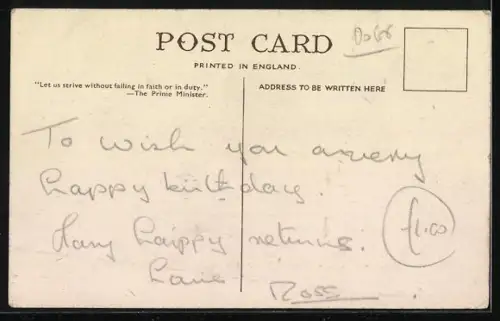 POST CARD
PRINTED IN ENGLAND.
"Let us strive without failing in faith or in duty."
—The Prime Minister.
ADDRESS TO BE WRITTEN HERE
To wish you a very
happy birthday.
Many happy returns.
Love
Ross
£1.00